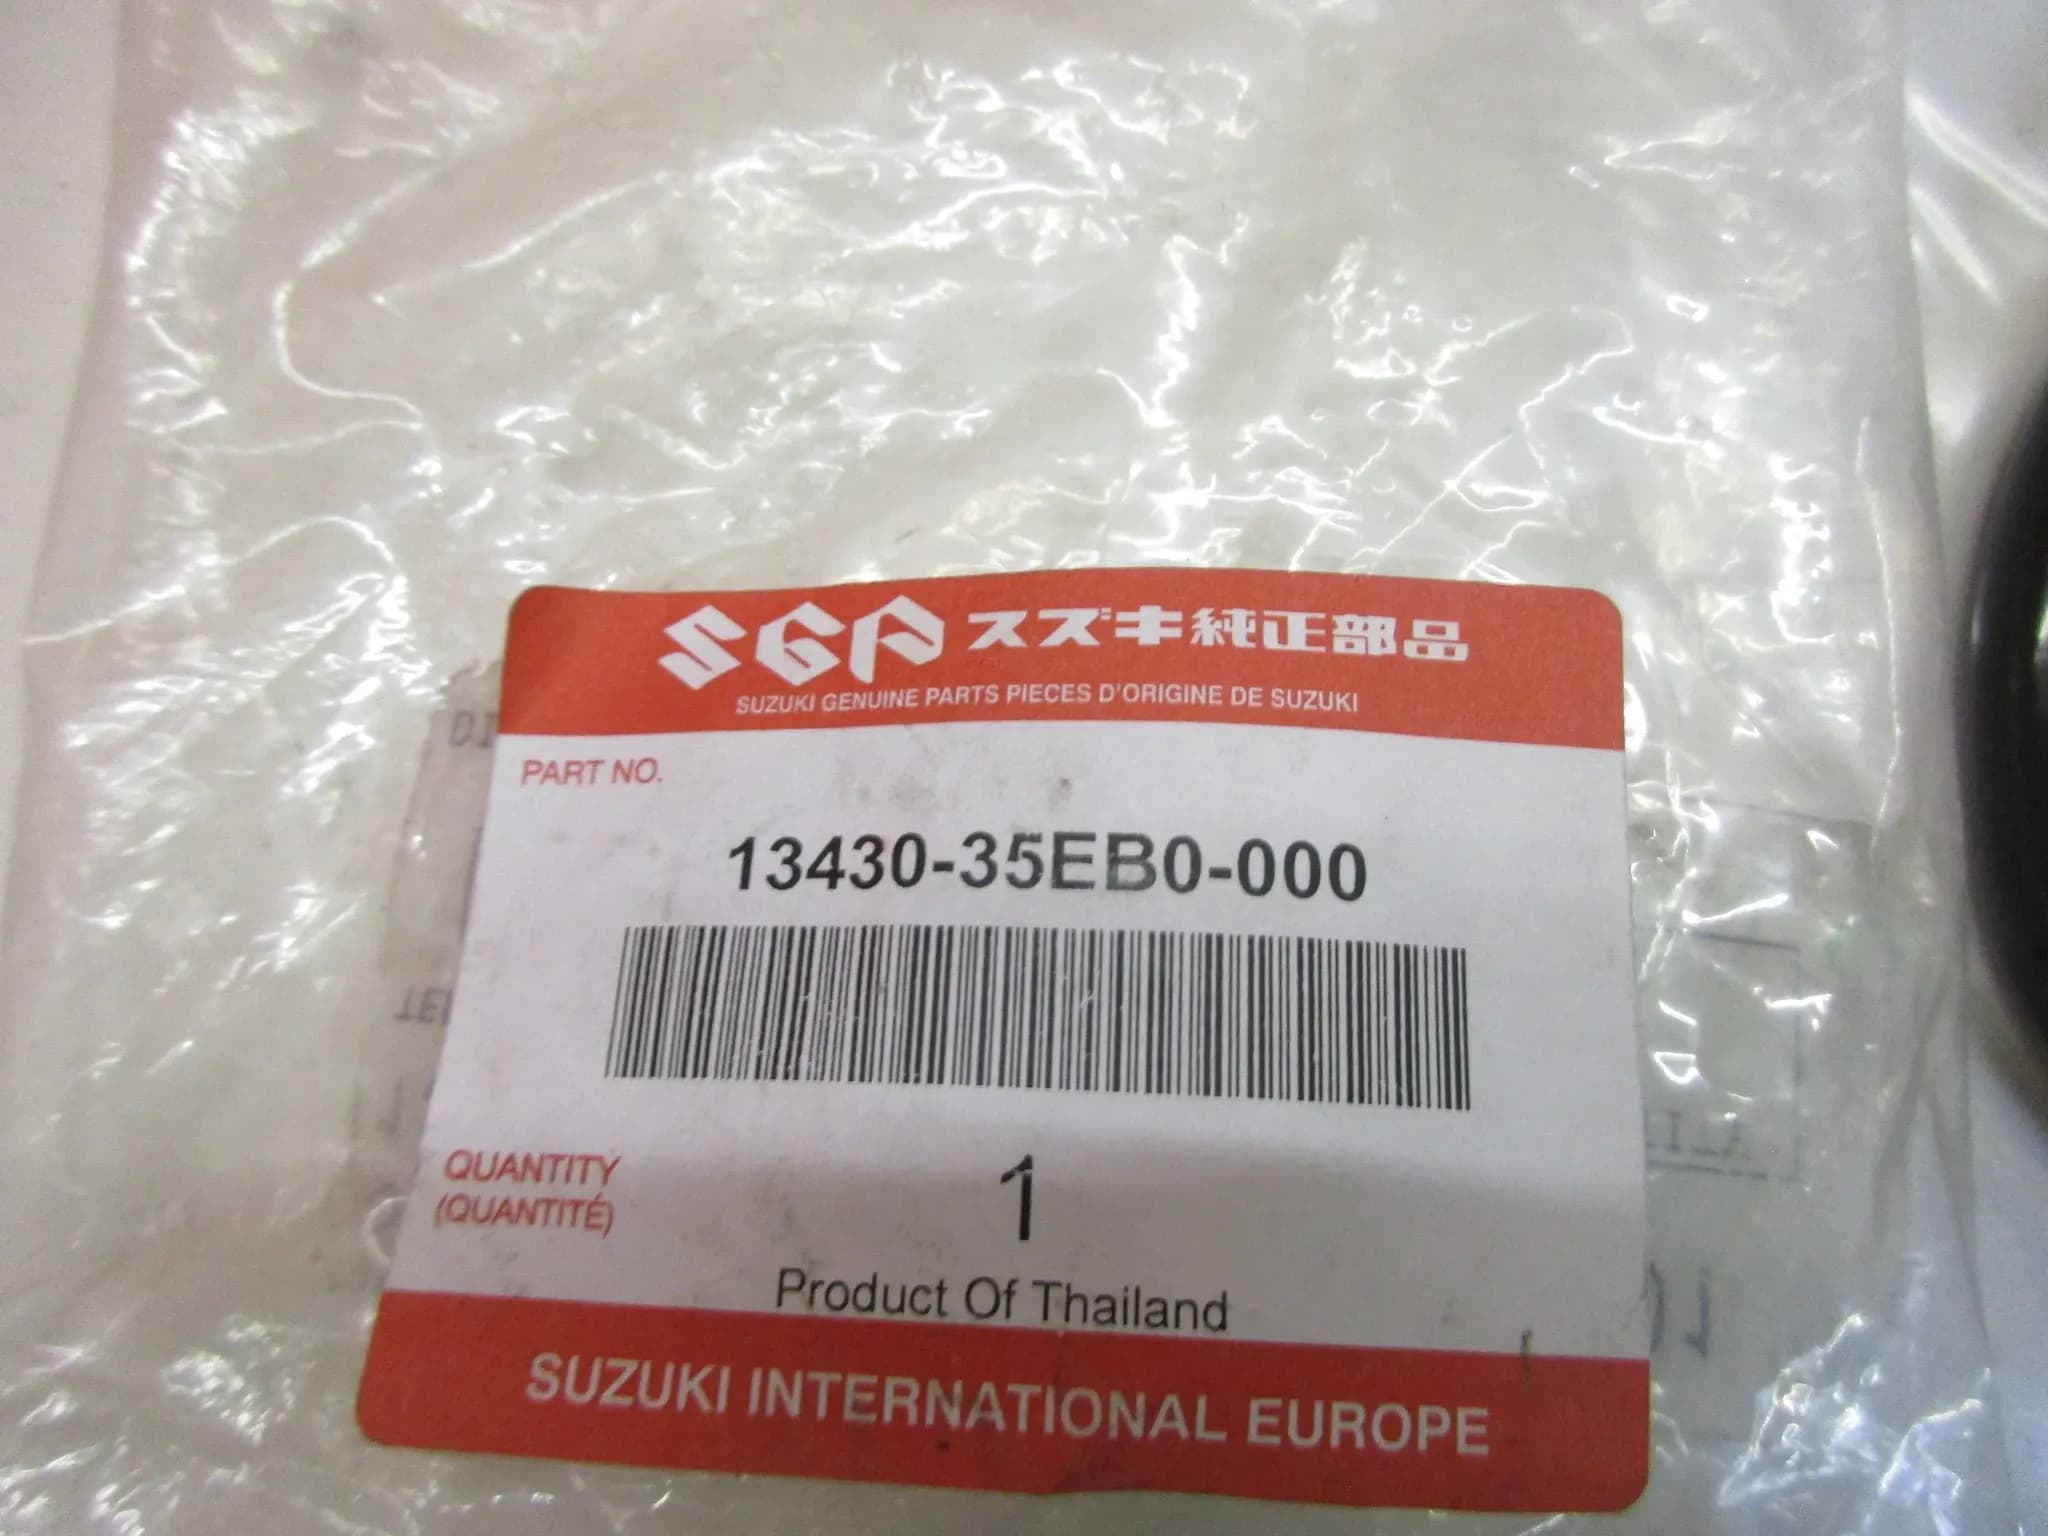 SGP スズキ純正部品
SUZUKI GENUINE PARTS PIECES D'ORIGINE DE SUZUKI
PART NO.
13430-35EB0-000
QUANTITY
(QUANTITÉ)
1
Product Of Thailand
SUZUKI INTERNATIONAL EUROPE